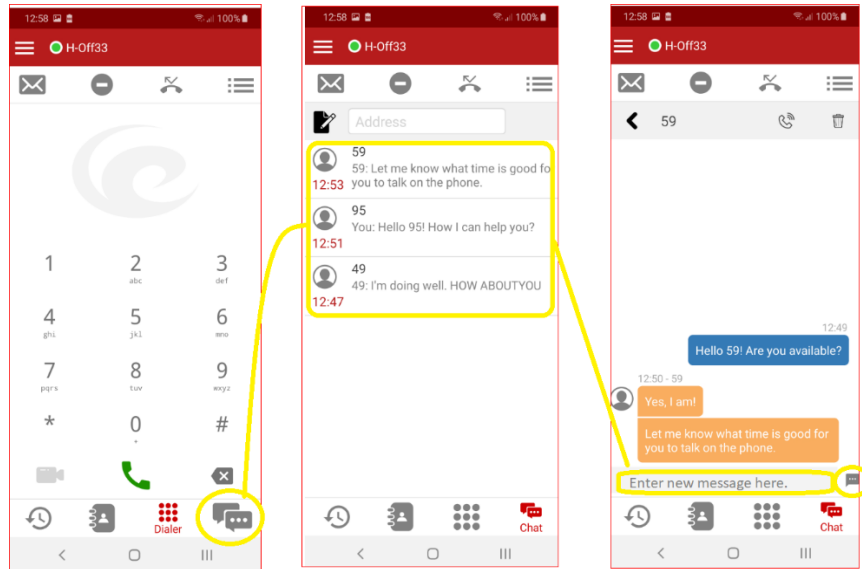 12:58 100%
H-Off33
1 2 3
abc def
4 5 6
ghi jkl mno
7 8 9
pqrs tuv wxyz
* 0 #
Dialer
12:58 100%
H-Off33
Address
59
59: Let me know what time is good fo
12:53 you to talk on the phone.
95
You: Hello 95! How I can help you?
12:51
49
49: I'm doing well. HOW ABOUTYOU
12:47
Chat
12:58 100%
H-Off33
59
12:49
Hello 59! Are you available?
12:50 - 59
Yes, I am!
Let me know what time is good for
you to talk on the phone.
Enter new message here.
Chat